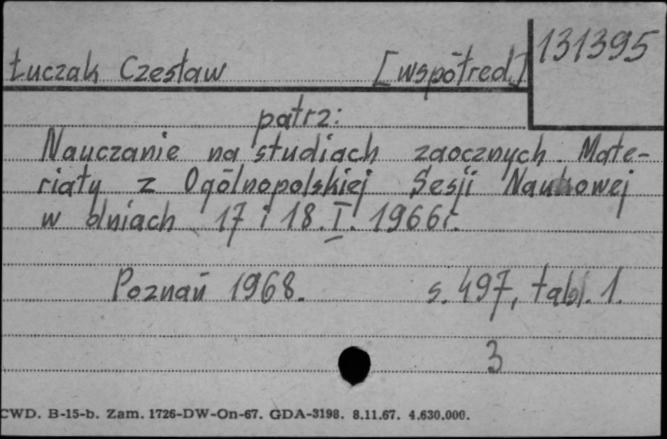 131395
Łuczak Czesław [współred.]
patrz:
Nauczanie na studiach zaocznych. Mate-
riały z Ogólnopolskiej Sesji Naukowej
w dniach 17 i 18. I. 1966r.
Poznań 1968. s. 497, tabl. 1.
3
CWD. B-15-b. Zam. 1726-DW-On-67. GDA-3198. 8.11.67. 4.630.000.